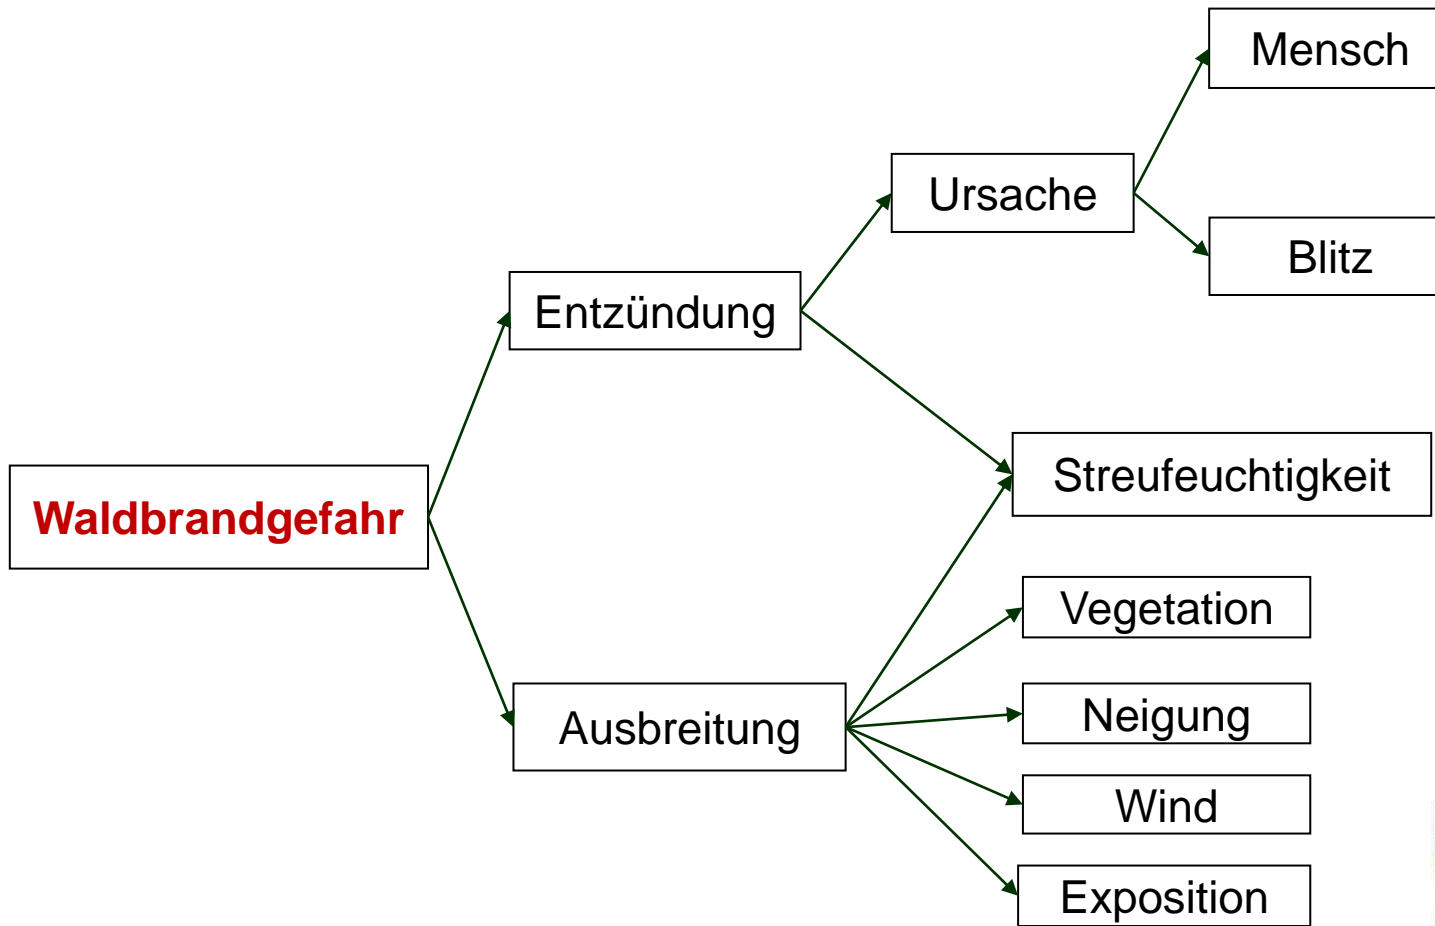 Mensch
Ursache
Blitz
Entzündung
Streufeuchtigkeit
Waldbrandgefahr
Vegetation
Neigung
Ausbreitung
Wind
Exposition